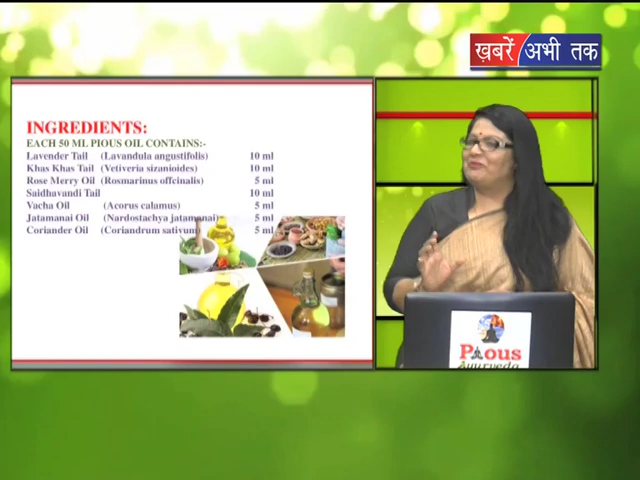 ख़बरें अभी तक
INGREDIENTS:
EACH 50 ML PIOUS OIL CONTAINS:-
Lavender Tail (Lavandula angustifolis) 10 ml
Khas Khas Tail (Vetiveria sizanioides) 10 ml
Rose Merry Oil (Rosmarinus offcinalis) 5 ml
Saidhavandi Tail 10 ml
Vacha Oil (Acorus calamus) 5 ml
Jatamanai Oil (Nardostachya jatamanai) 5 ml
Coriander Oil (Coriandrum sativum) 5 ml
Pious
Ayurveda